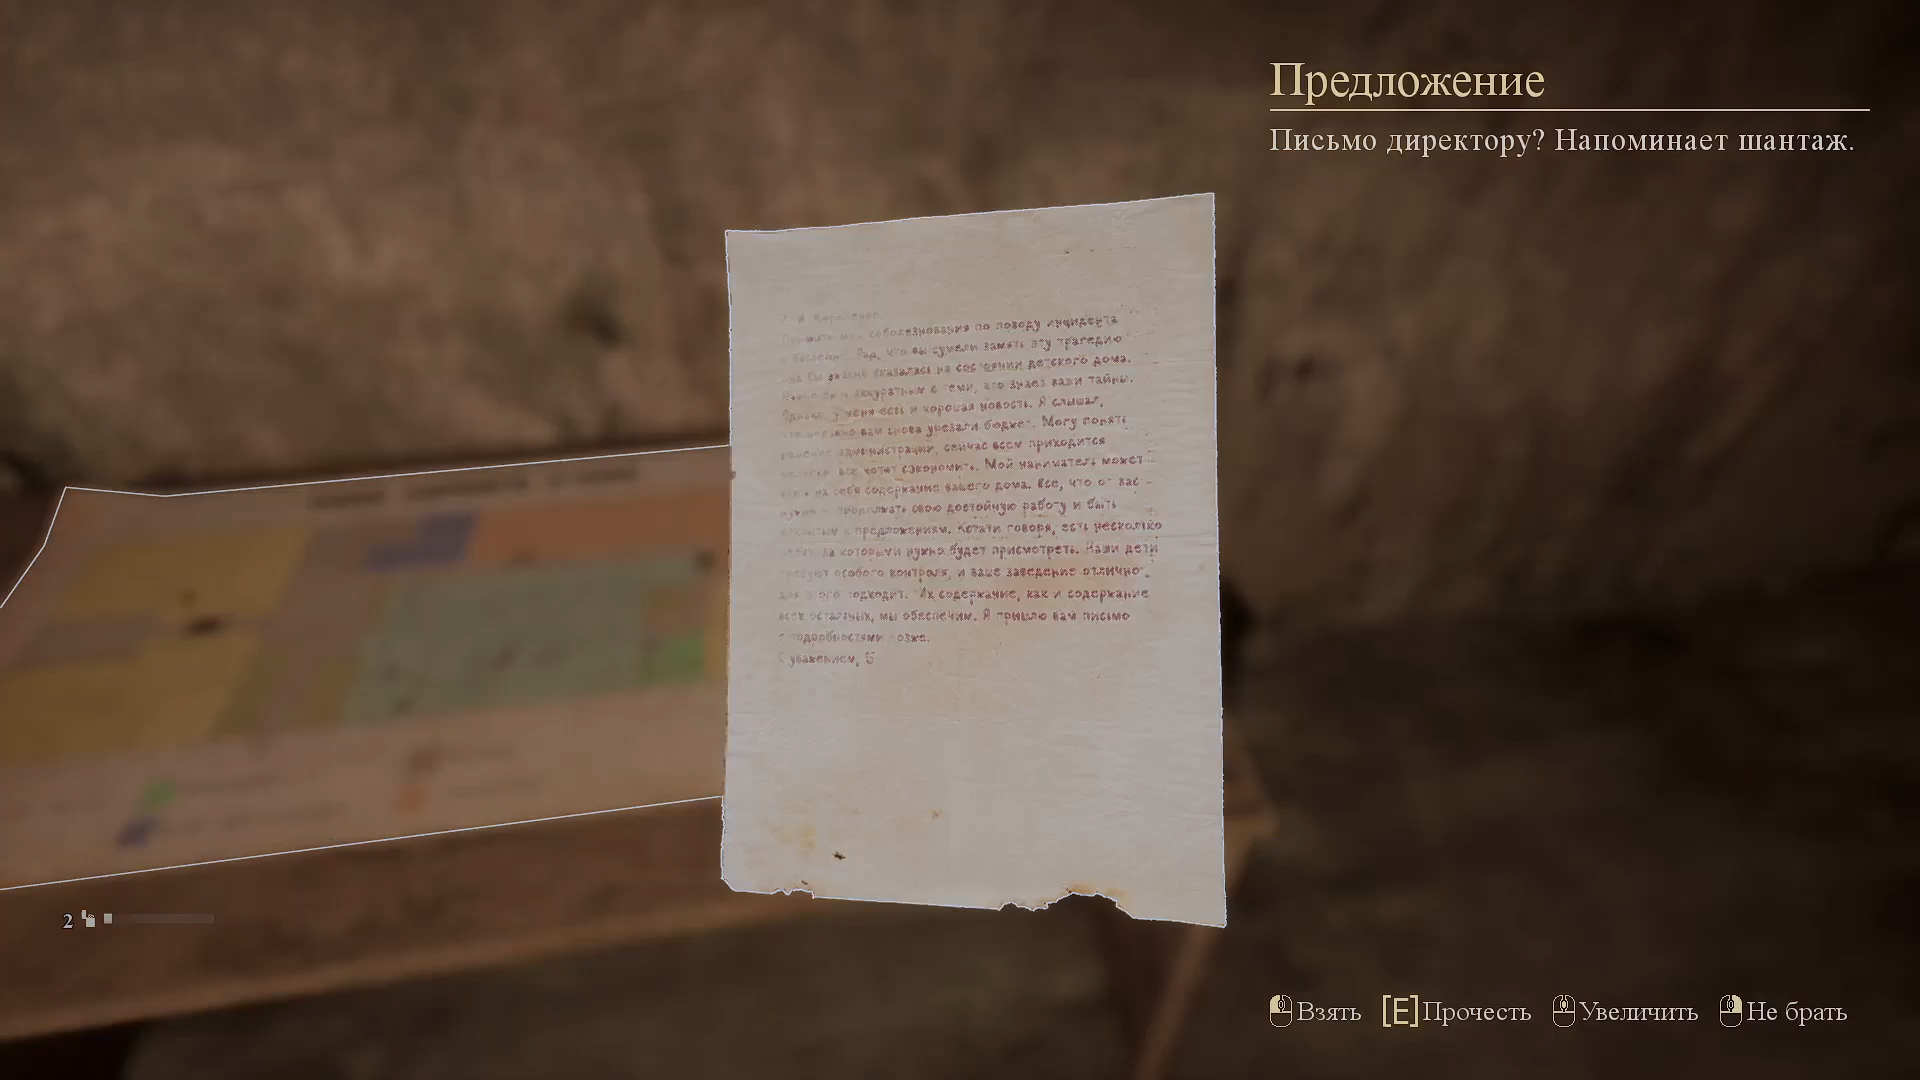 Предложение
Письмо директору? Напоминает шантаж.
соболезнования по поводу инцидента
что вы сумели замять эту трагедию
сказалась на состоянии детского дома.
аккуратным с теми, кто знает ваши тайны.
Однако, у меня есть и хорошая новость. Я слышал,
вам снова урезали бюджет. Могу понять
администрации, сейчас всем приходится
все хотят сэкономить. Мой наниматель может
на себя содержание вашего дома. Все, что от вас
нужно - продолжать свою достойную работу и быть
открытым к предложениям. Кстати говоря, есть несколько
за которыми нужно будет присмотреть. Наши дети
требуют особого контроля, и ваше заведение отлично
для этого подходит. Их содержание, как и содержание
всех остальных, мы обеспечим. Я пришлю вам письмо
с подробностями позже.
С уважением,
2
Взять [E] Прочесть Увеличить Не брать